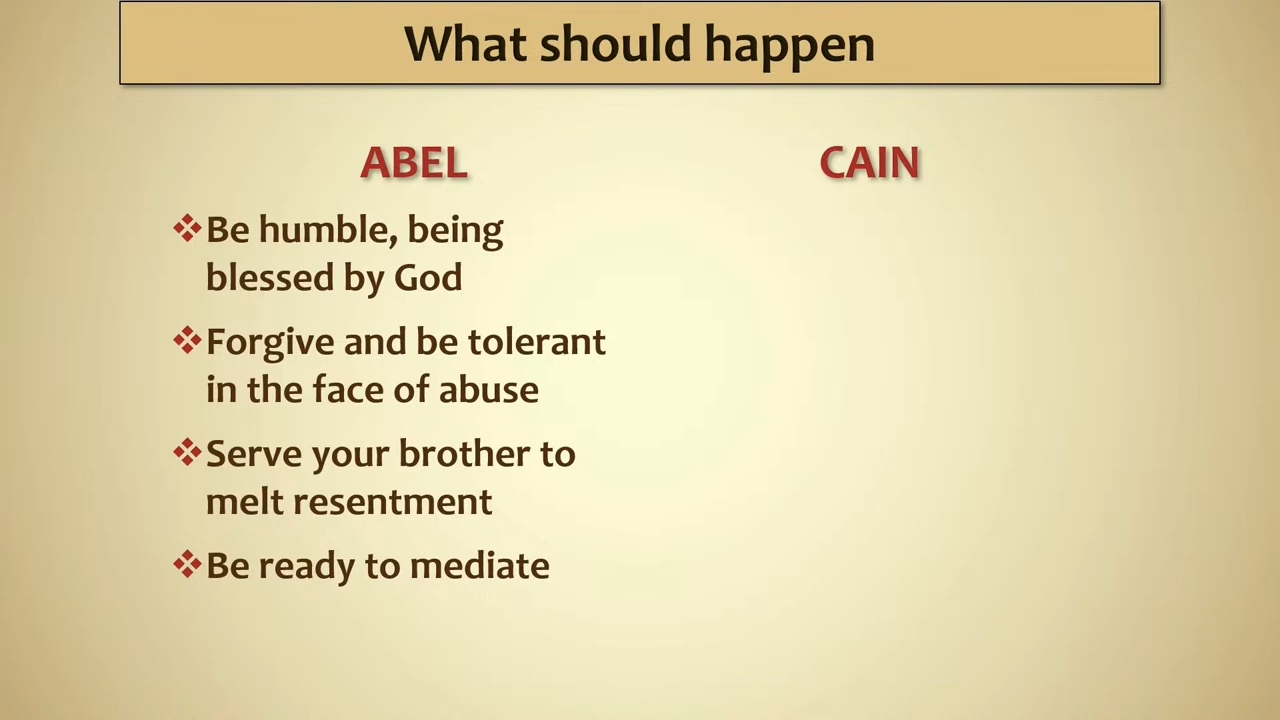 What should happen
ABEL
CAIN
❖Be humble, being
blessed by God
❖Forgive and be tolerant
in the face of abuse
❖Serve your brother to
melt resentment
❖Be ready to mediate